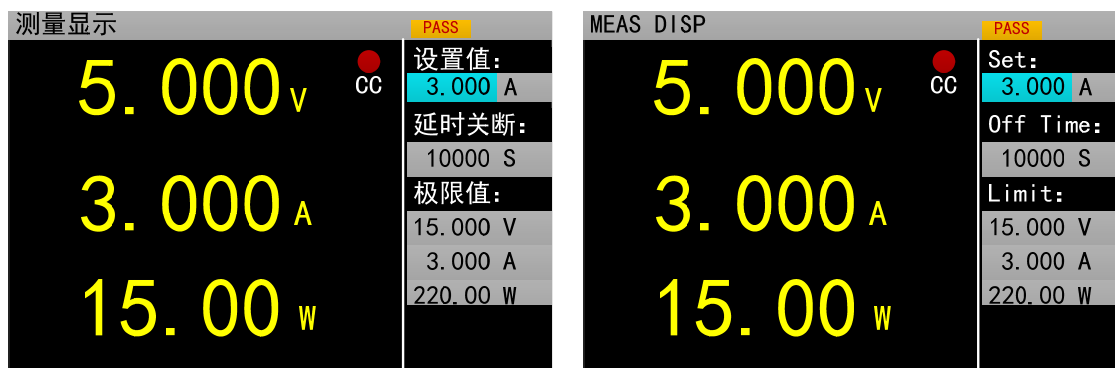 测量显示
PASS
5.000 V
CC
3.000 A
15.00 W
设置值:
3.000 A
延时关断:
10000 S
极限值:
15.000 V
3.000 A
220.00 W
MEAS DISP
PASS
5.000 V
CC
3.000 A
15.00 W
Set:
3.000 A
Off Time:
10000 S
Limit:
15.000 V
3.000 A
220.00 W